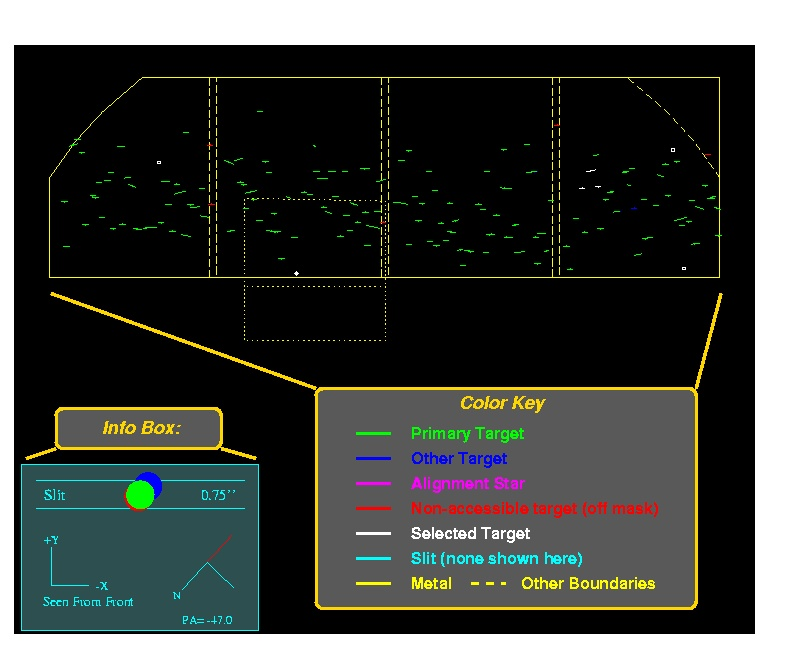 Color Key
Primary Target
Other Target
Alignment Star
Non-accessible target (off mask)
Selected Target
Slit (none shown here)
Metal Other Boundaries
Info Box:
Slit 0.75''
+Y
-X
Seen From Front
N
PA= -47.0